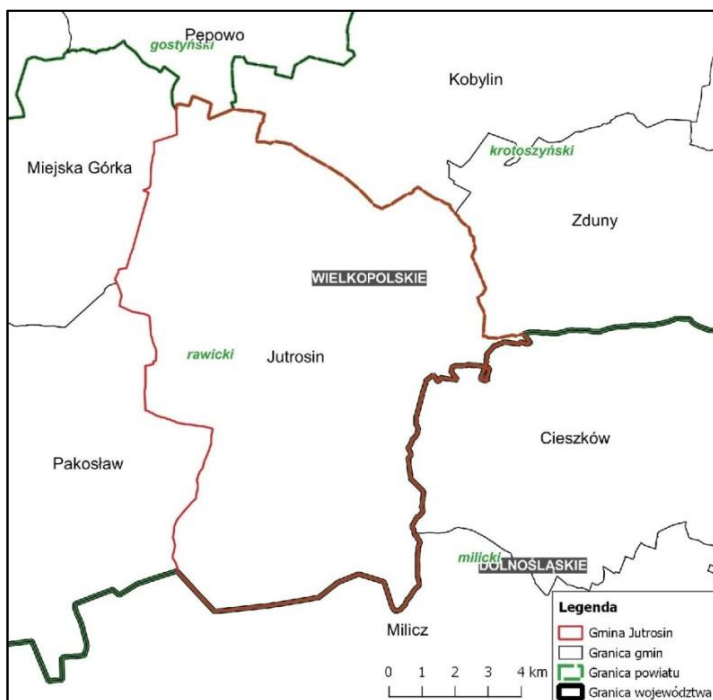 Pępowo
gostyński
Kobylin
krotoszyński
Miejska Górka
Zduny
WIELKOPOLSKIE
rawicki
Jutrosin
Cieszków
Pakosław
milicki
DOLNOŚLĄSKIE
Milicz
0 1 2 3 4 km
Legenda
Gmina Jutrosin
Granica gmin
Granica powiatu
Granica województwa